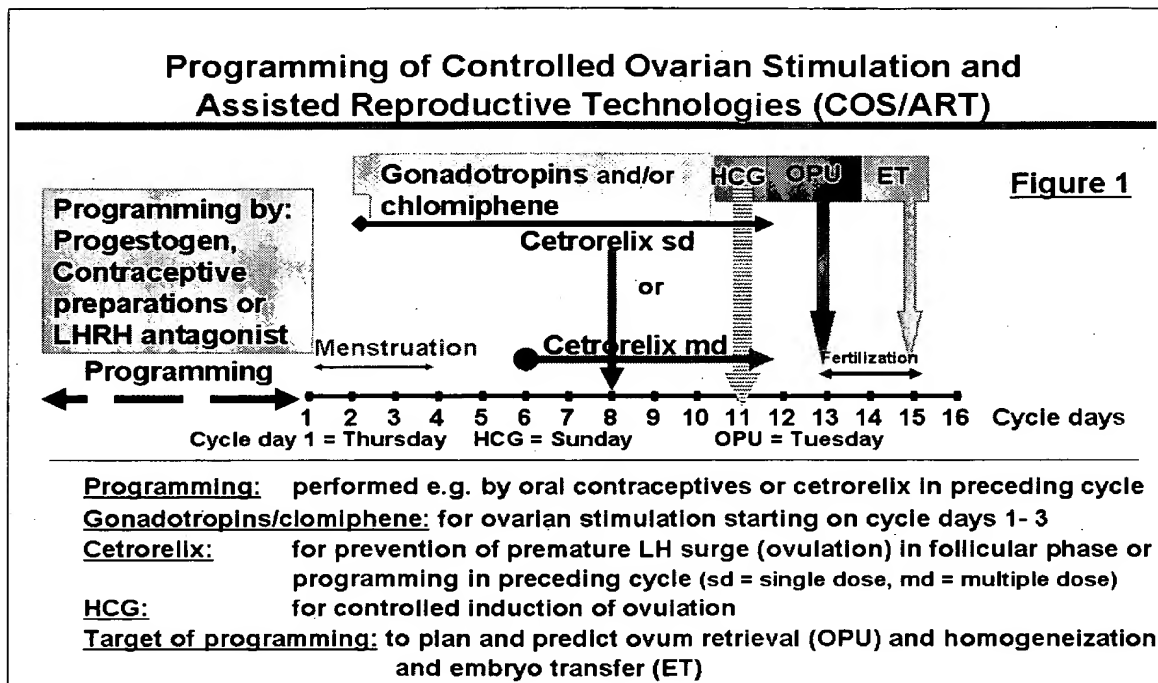 Programming of Controlled Ovarian Stimulation and
Assisted Reproductive Technologies (COS/ART)
Figure 1
Gonadotropins and/or
chlomiphene
HCG
OPU
ET
Programming by:
Progestogen,
Contraceptive
preparations or
LHRH antagonist
Cetrorelix sd
or
Cetrorelix md
Menstruation
Fertilization
Programming
1 2 3 4 5 6 7 8 9 10 11 12 13 14 15 16 Cycle days
Cycle day 1 = Thursday HCG = Sunday OPU = Tuesday
Programming: performed e.g. by oral contraceptives or cetrorelix in preceding cycle
Gonadotropins/clomiphene: for ovarian stimulation starting on cycle days 1- 3
Cetrorelix: for prevention of premature LH surge (ovulation) in follicular phase or
programming in preceding cycle (sd = single dose, md = multiple dose)
HCG: for controlled induction of ovulation
Target of programming: to plan and predict ovum retrieval (OPU) and homogeneization
and embryo transfer (ET)